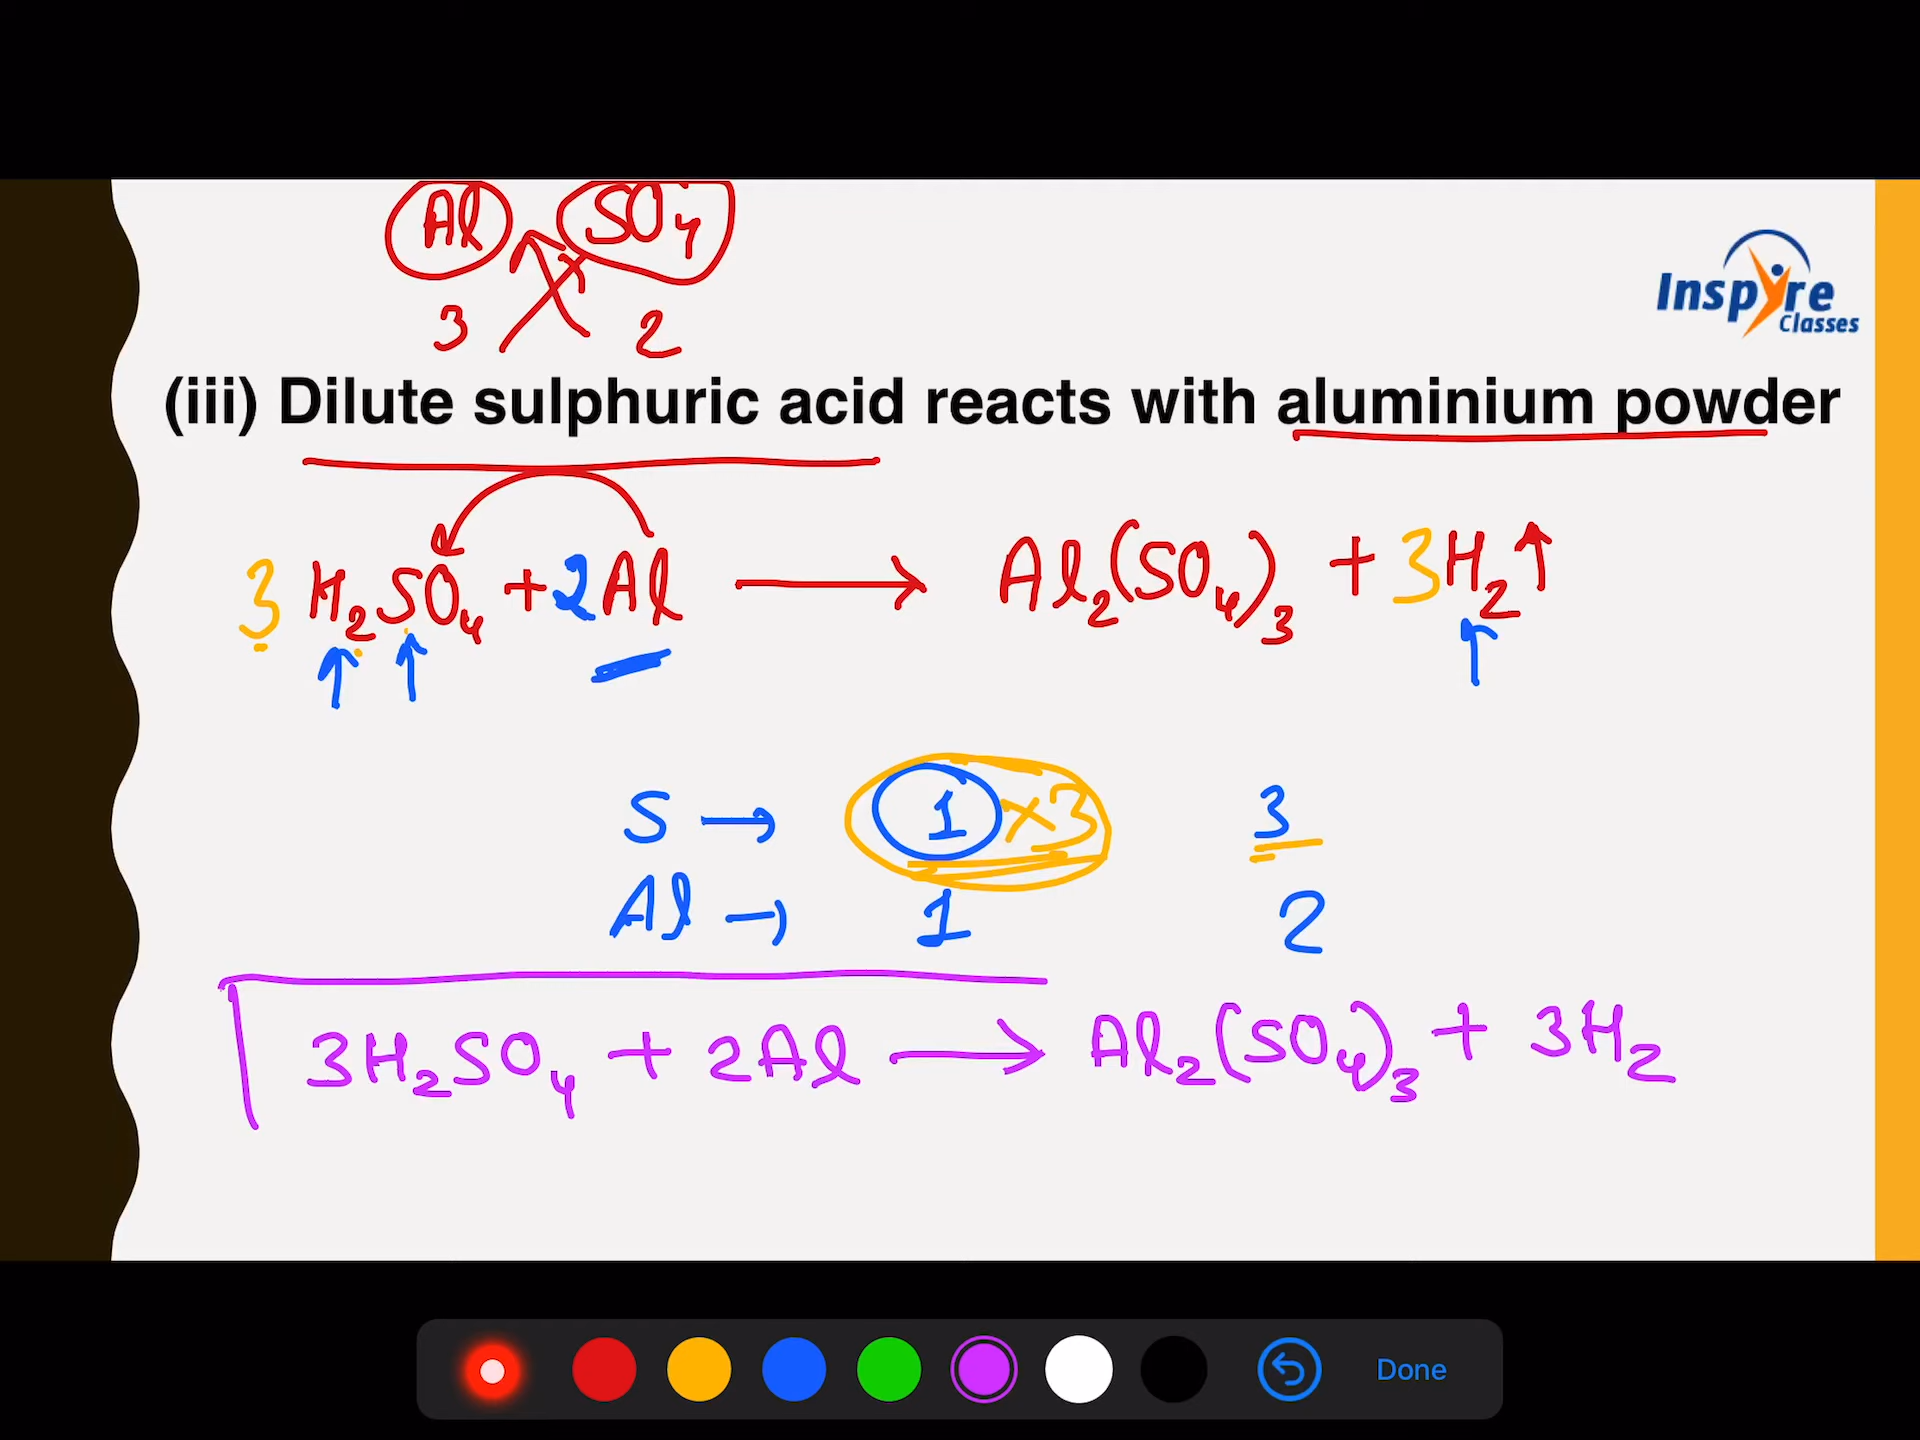 Al SO₄
3 2
Inspyre Classes
(iii) Dilute sulphuric acid reacts with aluminium powder
3 H₂SO₄ + 2Al → Al₂(SO₄)₃ + 3H₂↑
S → 1 × 3 3
Al → 1 2
3H₂SO₄ + 2Al → Al₂(SO₄)₃ + 3H₂
Done